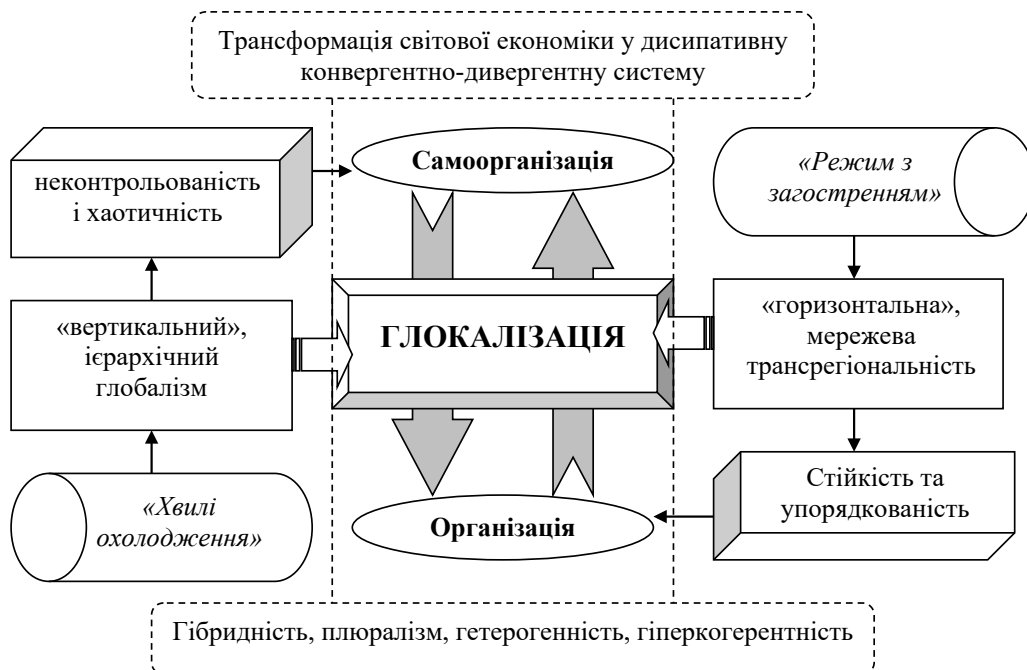 Трансформація світової економіки у дисипативну
конвергентно-дивергентну систему
неконтрольованість
і хаотичність
Самоорганізація
«Режим з
загостренням»
«вертикальний»,
ієрархічний
глобалізм
ГЛОКАЛІЗАЦІЯ
«горизонтальна»,
мережева
трансрегіональність
«Хвилі
охолодження»
Організація
Стійкість та
упорядкованість
Гібридність, плюралізм, гетерогенність, гіперкогерентність